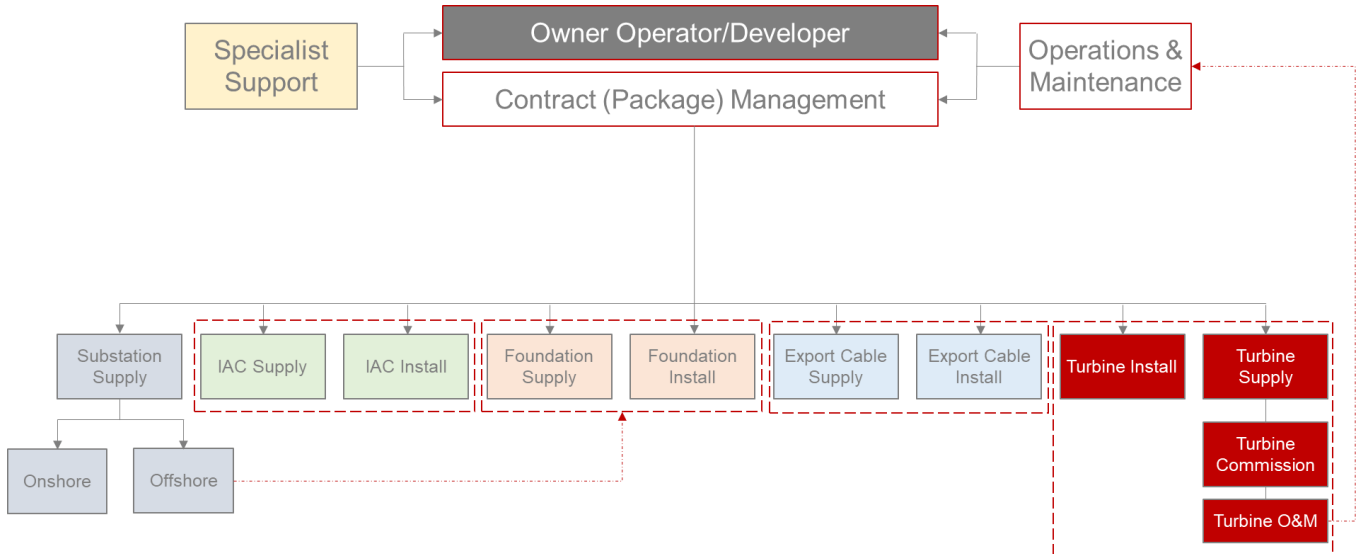 Specialist
Support
Owner Operator/Developer
Contract (Package) Management
Operations &
Maintenance
Substation
Supply
IAC Supply
IAC Install
Foundation
Supply
Foundation
Install
Export Cable
Supply
Export Cable
Install
Turbine Install
Turbine
Supply
Onshore
Offshore
Turbine
Commission
Turbine O&M